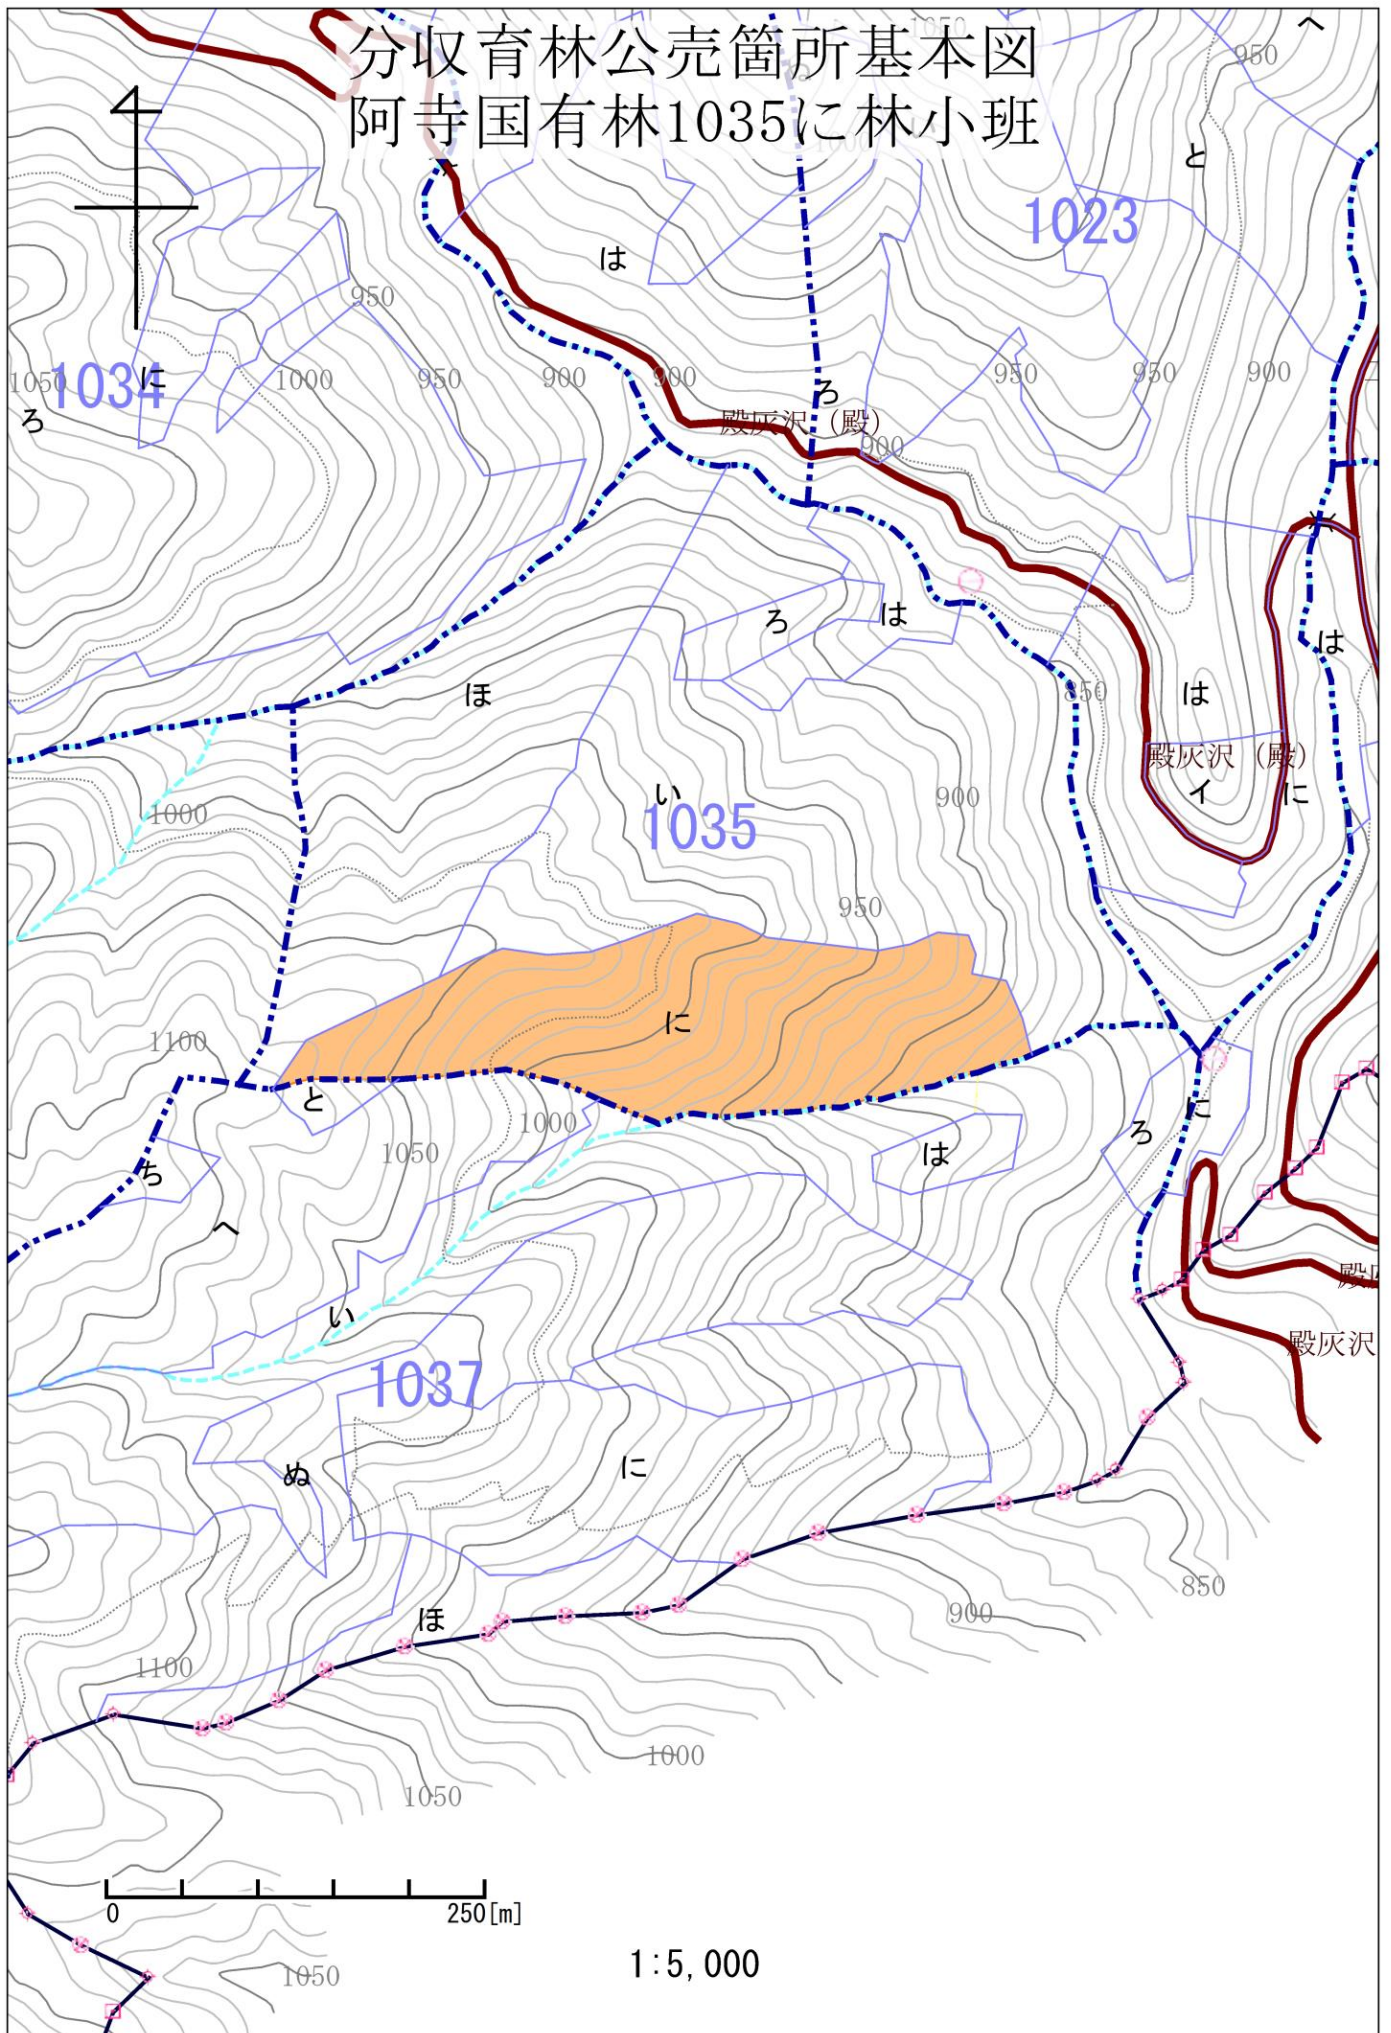 分収育林公売箇所基本図
阿寺国有林1035に林小班
へ
950
と
1023
は
950
1034
に
1050
ろ
1000
950
900
900
950
950
900
ろ
殿灰沢（殿）
900
ろ
は
は
ほ
850
は
殿灰沢（殿）
イ
に
い
1035
900
1000
950
に
1100
と
1000
に
ろ
1050
は
ち
へ
殿灰沢
い
1037
ぬ
に
850
900
ほ
1100
1000
1050
0
250[m]
1050
1:5,000